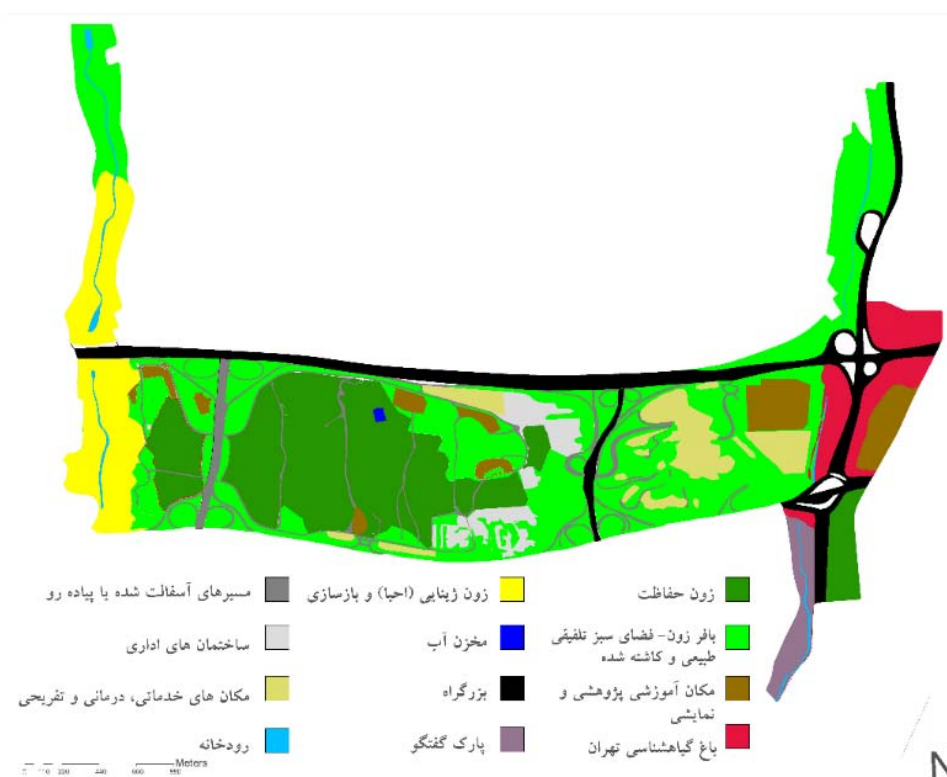 زون حفاظت
بافر زون- فضای سبز تلفیقی
طبیعی و کاشته شده
مکان آموزشی پژوهشی و
نمایشی
باغ گیاهشناسی تهران
زون زینایی (احیا) و بازسازی
مخزن آب
بزرگراه
پارک گفتگو
مسیرهای آسفالت شده یا پیاده رو
ساختمان های اداری
مکان های خدماتی، درمانی و تفریحی
رودخانه
Meters
N